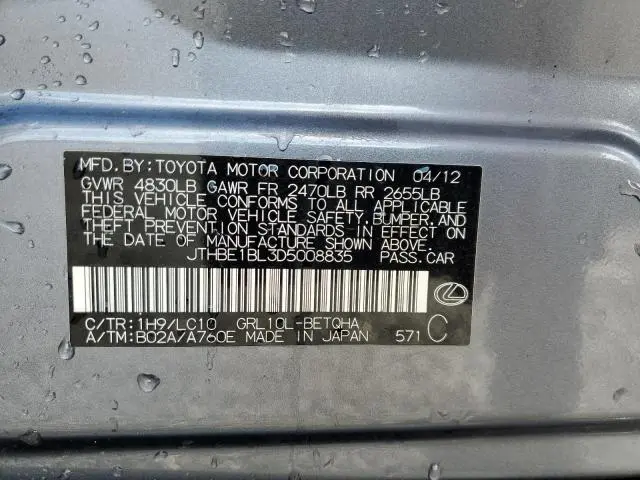 MFD. BY: TOYOTA MOTOR CORPORATION 04/12
GVWR 4830LB GAWR FR 2470LB RR 2655LB
THIS VEHICLE CONFORMS TO ALL APPLICABLE
FEDERAL MOTOR VEHICLE SAFETY, BUMPER, AND
THEFT PREVENTION STANDARDS IN EFFECT ON
THE DATE OF MANUFACTURE SHOWN ABOVE.
JTHBE1BL3D5008835 PASS. CAR
C/TR: 1H9/LC10 GRL10L-BETQHA
A/TM: B02A/A760E MADE IN JAPAN 571 C